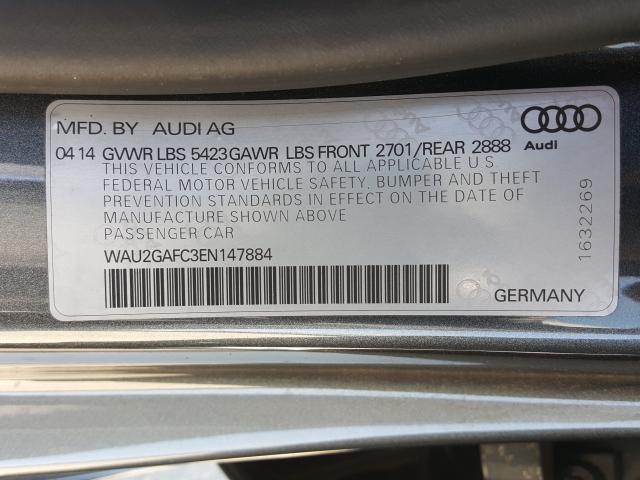 MFD. BY AUDI AG
Audi
04 14 GVWR LBS 5423 GAWR LBS FRONT 2701/REAR 2888
THIS VEHICLE CONFORMS TO ALL APPLICABLE U.S
FEDERAL MOTOR VEHICLE SAFETY, BUMPER AND THEFT
PREVENTION STANDARDS IN EFFECT ON THE DATE OF
MANUFACTURE SHOWN ABOVE
PASSENGER CAR
WAU2GAFC3EN147884
GERMANY
1632269